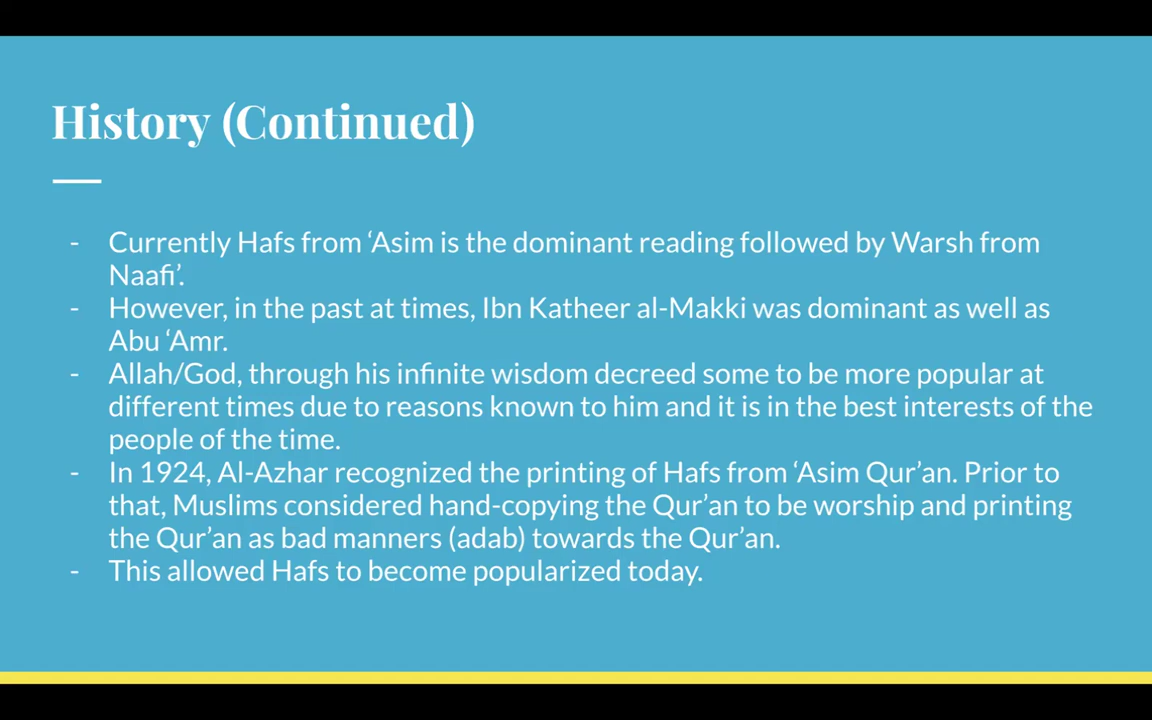 History (Continued)
- Currently Hafs from ‘Asim is the dominant reading followed by Warsh from
Naafi’.
- However, in the past at times, Ibn Katheer al-Makki was dominant as well as
Abu ‘Amr.
- Allah/God, through his infinite wisdom decreed some to be more popular at
different times due to reasons known to him and it is in the best interests of the
people of the time.
- In 1924, Al-Azhar recognized the printing of Hafs from ‘Asim Qur’an. Prior to
that, Muslims considered hand-copying the Qur’an to be worship and printing
the Qur’an as bad manners (adab) towards the Qur’an.
- This allowed Hafs to become popularized today.